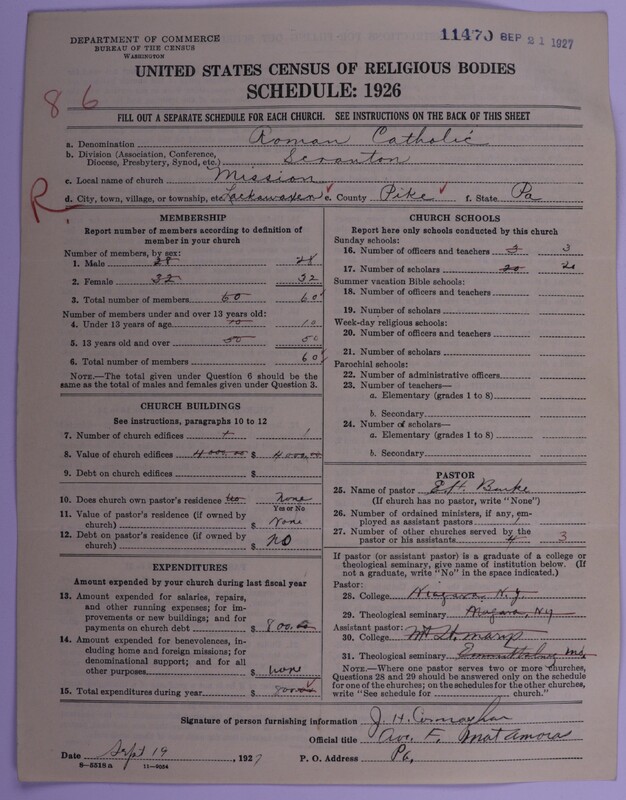 DEPARTMENT OF COMMERCE
BUREAU OF THE CENSUS
WASHINGTON
11470 SEP 21 1927
UNITED STATES CENSUS OF RELIGIOUS BODIES
SCHEDULE: 1926
8 6
FILL OUT A SEPARATE SCHEDULE FOR EACH CHURCH. SEE INSTRUCTIONS ON THE BACK OF THIS SHEET
a. Denomination Roman Catholic
b. Division (Association, Conference, Diocese, Presbytery, Synod, etc.) Scranton
c. Local name of church Mission
R
d. City, town, village, or township, etc. Lackawaxen e. County Pike f. State Pa
MEMBERSHIP
Report number of members according to definition of
member in your church
Number of members, by sex:
1. Male 28 28
2. Female 32 32
3. Total number of members 60 60
Number of members under and over 13 years old:
4. Under 13 years of age 10 10
5. 13 years old and over 50 50
6. Total number of members 60
NOTE.—The total given under Question 6 should be the
same as the total of males and females given under Question 3.
CHURCH BUILDINGS
See instructions, paragraphs 10 to 12
7. Number of church edifices 1 1
8. Value of church edifices 4000.00 $ 4000.00
9. Debt on church edifices $
10. Does church own pastor's residence no none
Yes or No
11. Value of pastor's residence (if owned by
church) $ None
12. Debt on pastor's residence (if owned by
church) $ no
EXPENDITURES
Amount expended by your church during last fiscal year
13. Amount expended for salaries, repairs,
and other running expenses; for im-
provements or new buildings; and for
payments on church debt $ 800.00
14. Amount expended for benevolences, in-
cluding home and foreign missions; for
denominational support; and for all
other purposes $ none
15. Total expenditures during year $ 800.00
CHURCH SCHOOLS
Report here only schools conducted by this church
Sunday schools:
16. Number of officers and teachers 3 3
17. Number of scholars 20 20
Summer vacation Bible schools:
18. Number of officers and teachers
19. Number of scholars
Week-day religious schools:
20. Number of officers and teachers
21. Number of scholars
Parochial schools:
22. Number of administrative officers
23. Number of teachers—
a. Elementary (grades 1 to 8)
b. Secondary
24. Number of scholars—
a. Elementary (grades 1 to 8)
b. Secondary
PASTOR
25. Name of pastor Burke
(If church has no pastor, write "None")
26. Number of ordained ministers, if any, em-
ployed as assistant pastors 1
27. Number of other churches served by the
pastor or his assistants 4 3
If pastor (or assistant pastor) is a graduate of a college or
theological seminary, give name of institution below. (If
not a graduate, write "No" in the space indicated.)
Pastor:
28. College Niagara, N.Y.
29. Theological seminary Niagara, N.Y.
Assistant pastor:
30. College Mt St. Marys
31. Theological seminary Emmittsburg Md.
NOTE.—Where one pastor serves two or more churches,
Questions 28 and 29 should be answered only on the schedule
for one of the churches; on the schedules for the other churches,
write "See schedule for church."
Signature of person furnishing information J. H.
Official title Ave. F, Matamoras
Date Sept 19, 1927 P. O. Address Pa.
8—5518 a 11—9054